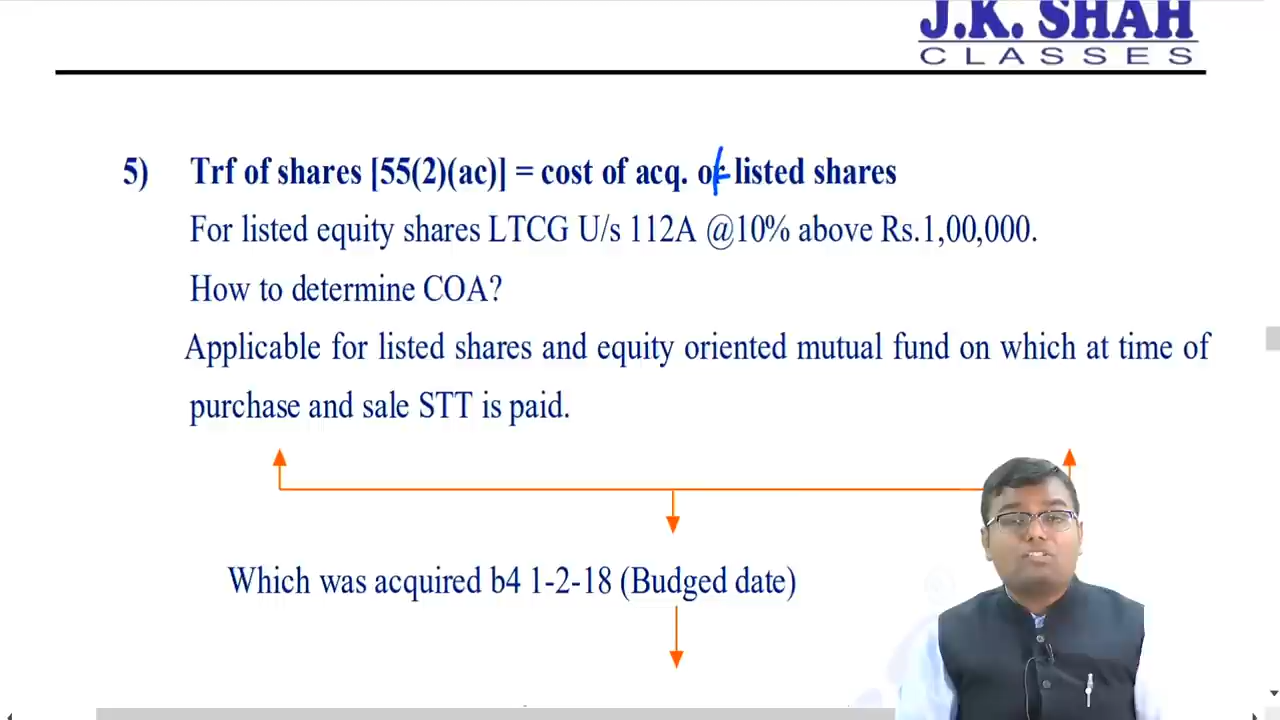 J.K. SHAH
CLASSES
5) Trf of shares [55(2)(ac)] = cost of acq. of listed shares
For listed equity shares LTCG U/s 112A @10% above Rs.1,00,000.
How to determine COA?
Applicable for listed shares and equity oriented mutual fund on which at time of
purchase and sale STT is paid.
Which was acquired b4 1-2-18 (Budged date)